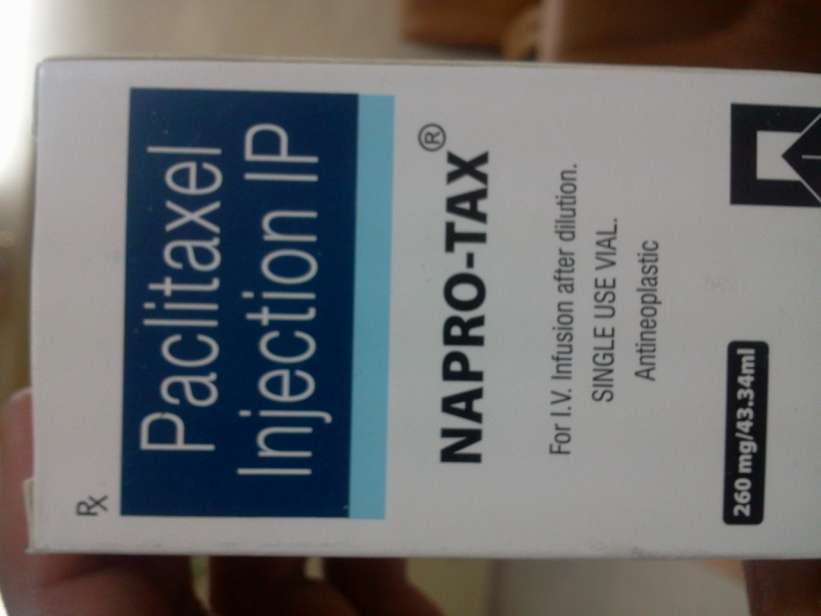 Rx
Paclitaxel
Injection IP
NAPRO-TAX®
For I.V. Infusion after dilution.
SINGLE USE VIAL.
Antineoplastic
260 mg/43.34ml